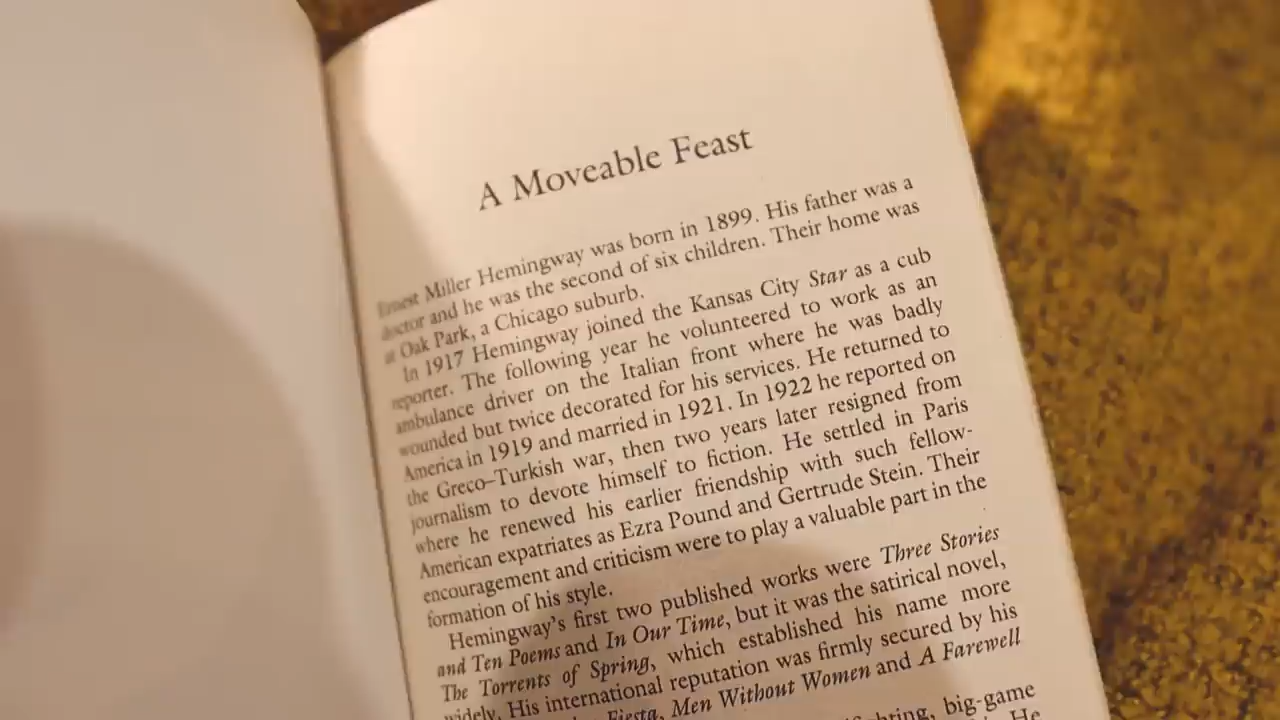 A Moveable Feast
Ernest Miller Hemingway was born in 1899. His father was a
doctor and he was the second of six children. Their home was
at Oak Park, a Chicago suburb.
In 1917 Hemingway joined the Kansas City Star as a cub
reporter. The following year he volunteered to work as an
ambulance driver on the Italian front where he was badly
wounded but twice decorated for his services. He returned to
America in 1919 and married in 1921. In 1922 he reported on
the Greco–Turkish war, then two years later resigned from
journalism to devote himself to fiction. He settled in Paris
where he renewed his earlier friendship with such fellow-
American expatriates as Ezra Pound and Gertrude Stein. Their
encouragement and criticism were to play a valuable part in the
formation of his style.
Hemingway's first two published works were Three Stories
and Ten Poems and In Our Time, but it was the satirical novel,
The Torrents of Spring, which established his name more
widely. His international reputation was firmly secured by his
Fiesta, Men Without Women and A Farewell
big-game
He